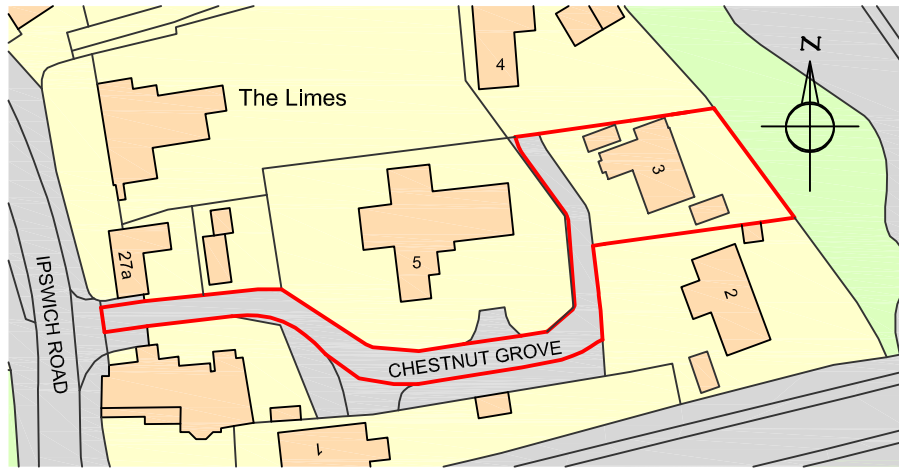 N
4
The Limes
3
27a
5
2
IPSWICH ROAD
CHESTNUT GROVE
1